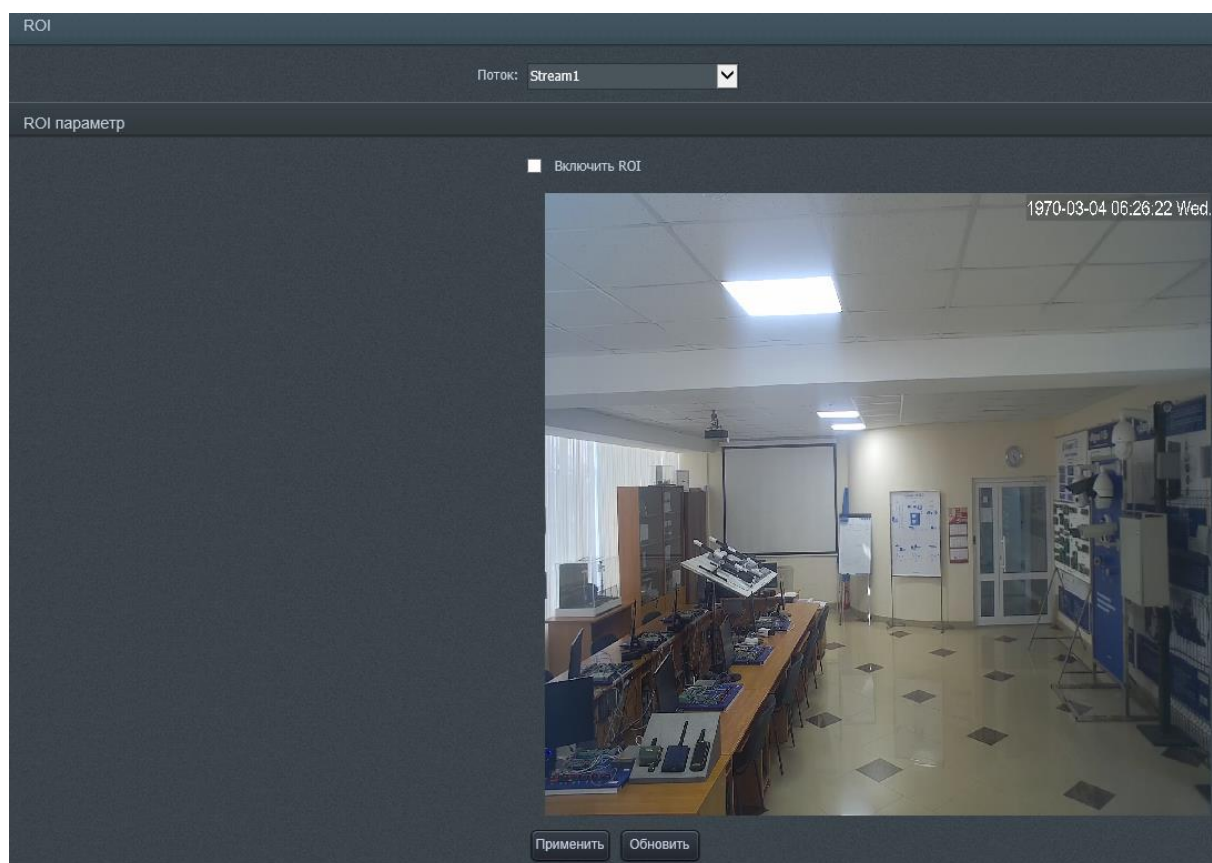 ROI
Поток: Stream1
ROI параметр
Включить ROI
1970-03-04 06:26:22 Wed.
Применить Обновить